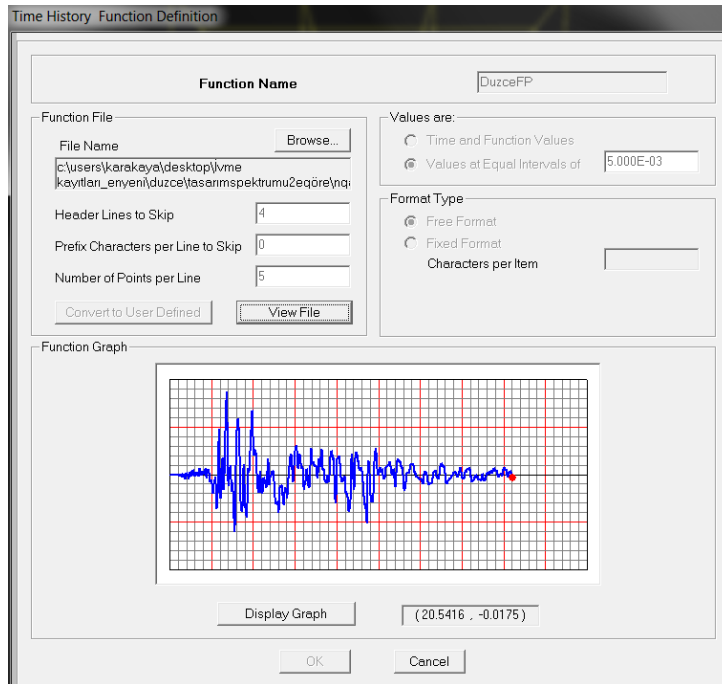 Time History Function Definition
Function Name
DuzceFP
Function File
File Name
Browse...
c:\users\karakaya\desktop\İvme
kayıtları_enyeni\duzce\tasarımspektrumu2eqöre\nqa
Header Lines to Skip
4
Prefix Characters per Line to Skip
0
Number of Points per Line
5
Convert to User Defined
View File
Values are:
Time and Function Values
Values at Equal Intervals of
5.000E-03
Format Type
Free Format
Fixed Format
Characters per Item
Function Graph
Display Graph
(20.5416 , -0.0175)
OK
Cancel